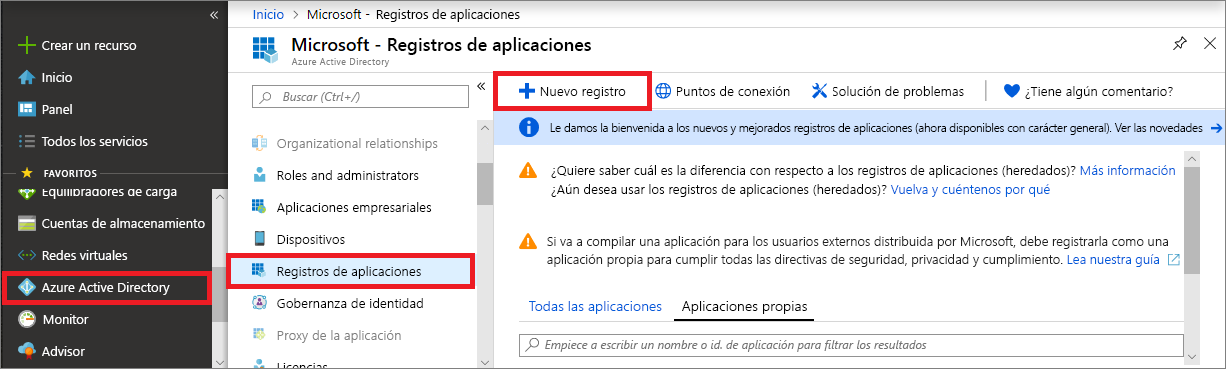 Inicio > Microsoft - Registros de aplicaciones
Crear un recurso
Inicio
Panel
Todos los servicios
FAVORITOS
Equilibradores de carga
Cuentas de almacenamiento
Redes virtuales
Azure Active Directory
Monitor
Advisor
Microsoft - Registros de aplicaciones
Azure Active Directory
Buscar (Ctrl+/)
Organizational relationships
Roles and administrators
Aplicaciones empresariales
Dispositivos
Registros de aplicaciones
Gobernanza de identidad
Proxy de la aplicación
Licencias
Nuevo registro
Puntos de conexión
Solución de problemas
¿Tiene algún comentario?
Le damos la bienvenida a los nuevos y mejorados registros de aplicaciones (ahora disponibles con carácter general). Ver las novedades
¿Quiere saber cuál es la diferencia con respecto a los registros de aplicaciones (heredados)? Más información
¿Aún desea usar los registros de aplicaciones (heredados)? Vuelva y cuéntenos por qué
Si va a compilar una aplicación para los usuarios externos distribuida por Microsoft, debe registrarla como una
aplicación propia para cumplir todas las directivas de seguridad, privacidad y cumplimiento. Lea nuestra guía
Todas las aplicaciones
Aplicaciones propias
Empiece a escribir un nombre o id. de aplicación para filtrar los resultados